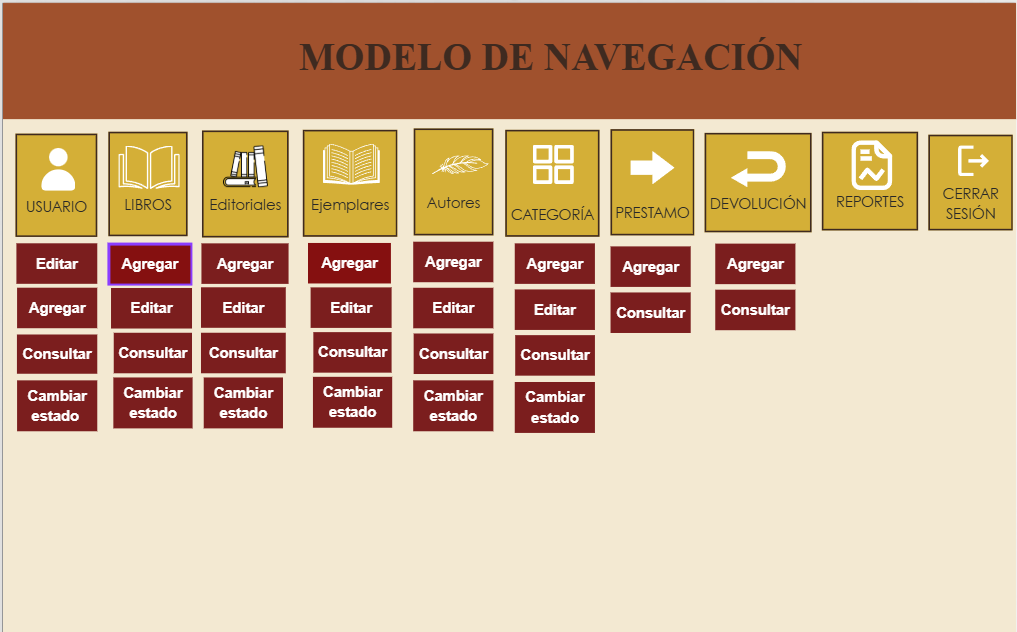 MODELO DE NAVEGACIÓN
USUARIO
LIBROS
Editoriales
Ejemplares
Autores
CATEGORÍA
PRESTAMO
DEVOLUCIÓN
REPORTES
CERRAR
SESIÓN
Editar
Agregar
Agregar
Agregar
Agregar
Agregar
Agregar
Agregar
Agregar
Editar
Editar
Editar
Editar
Editar
Consultar
Consultar
Consultar
Consultar
Consultar
Consultar
Consultar
Consultar
Cambiar
estado
Cambiar
estado
Cambiar
estado
Cambiar
estado
Cambiar
estado
Cambiar
estado